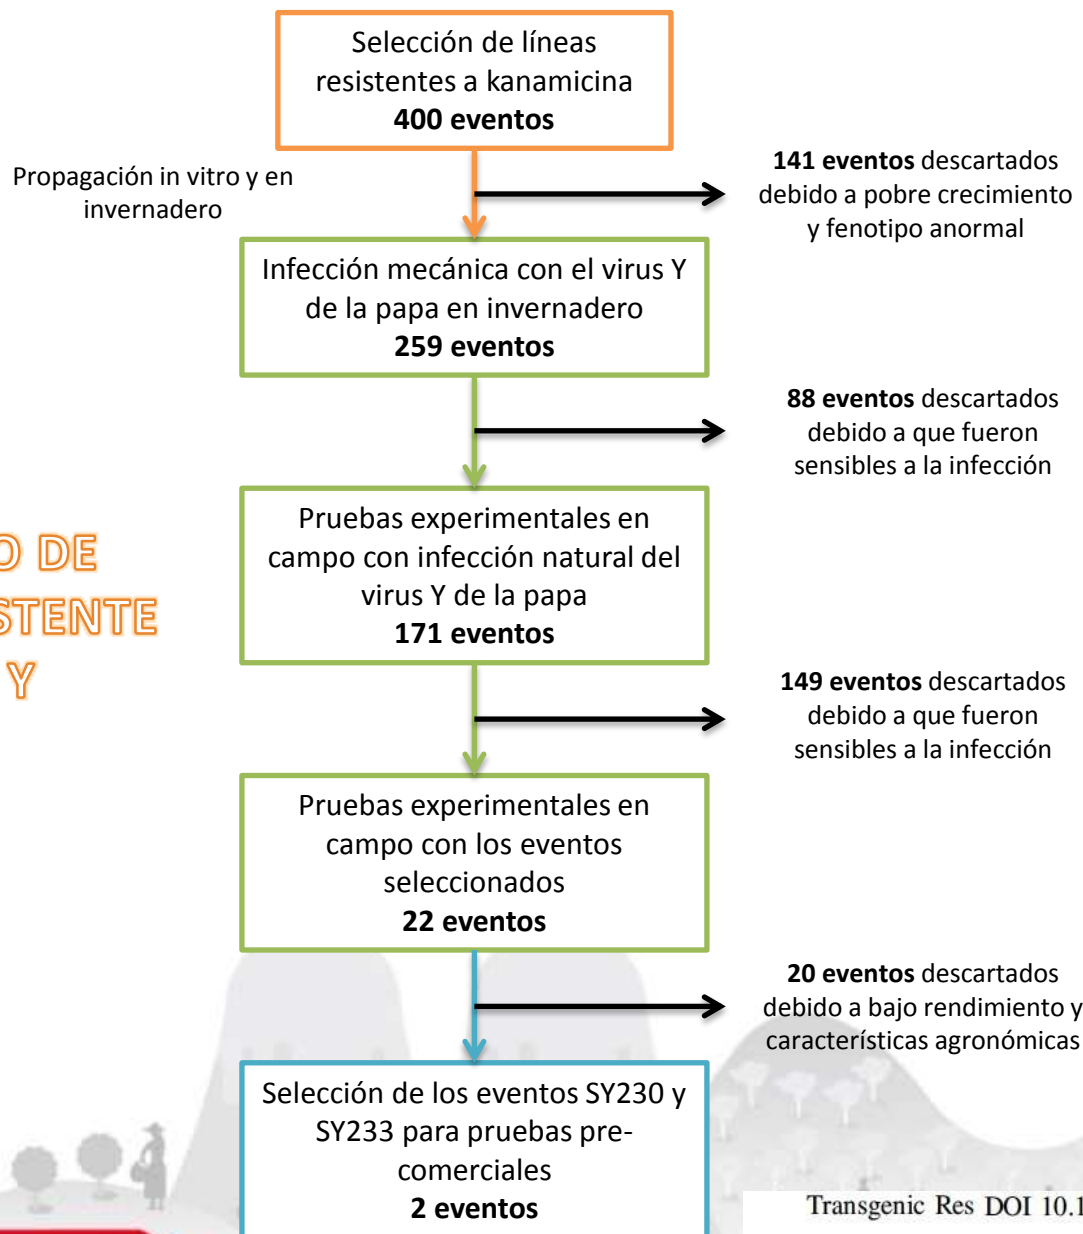 Selección de líneas
resistentes a kanamicina
400 eventos
Propagación in vitro y en
invernadero
141 eventos descartados
debido a pobre crecimiento
y fenotipo anormal
Infección mecánica con el virus Y
de la papa en invernadero
259 eventos
88 eventos descartados
debido a que fueron
sensibles a la infección
Pruebas experimentales en
campo con infección natural del
virus Y de la papa
171 eventos
O DE
STENTE
Y
149 eventos descartados
debido a que fueron
sensibles a la infección
Pruebas experimentales en
campo con los eventos
seleccionados
22 eventos
20 eventos descartados
debido a bajo rendimiento y
características agronómicas
Selección de los eventos SY230 y
SY233 para pruebas pre-
comerciales
2 eventos
Transgenic Res DOI 10.1